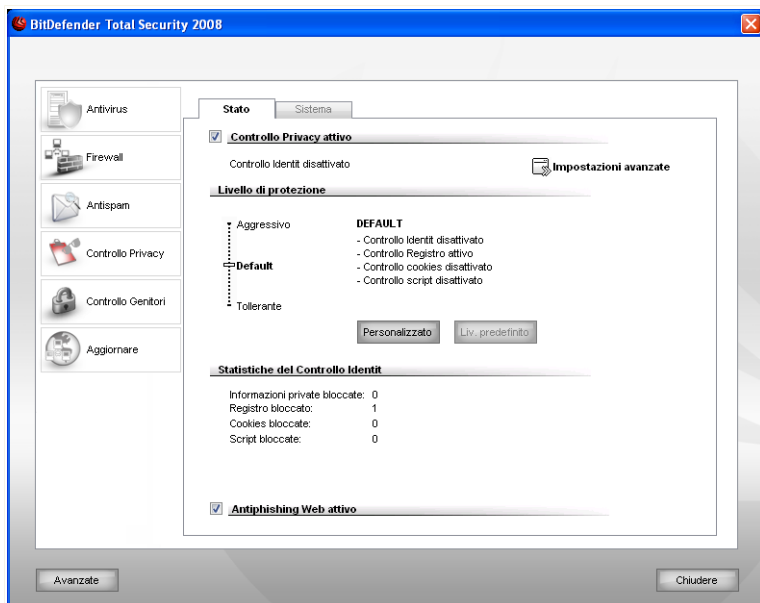 BitDefender Total Security 2008
Antivirus
Firewall
Antispam
Controllo Privacy
Controllo Genitori
Aggiornare
Stato
Sistema
Controllo Privacy attivo
Controllo Identit disattivato
Impostazioni avanzate
Livello di protezione
Aggressivo
Default
Tollerante
DEFAULT
- Controllo Identit disattivato
- Controllo Registro attivo
- Controllo cookies disattivato
- Controllo script disattivato
Personalizzato
Liv. predefinito
Statistiche del Controllo Identit
Informazioni private bloccate: 0
Registro bloccato: 1
Cookies bloccate: 0
Script bloccate: 0
Antiphishing Web attivo
Avanzate
Chiudere